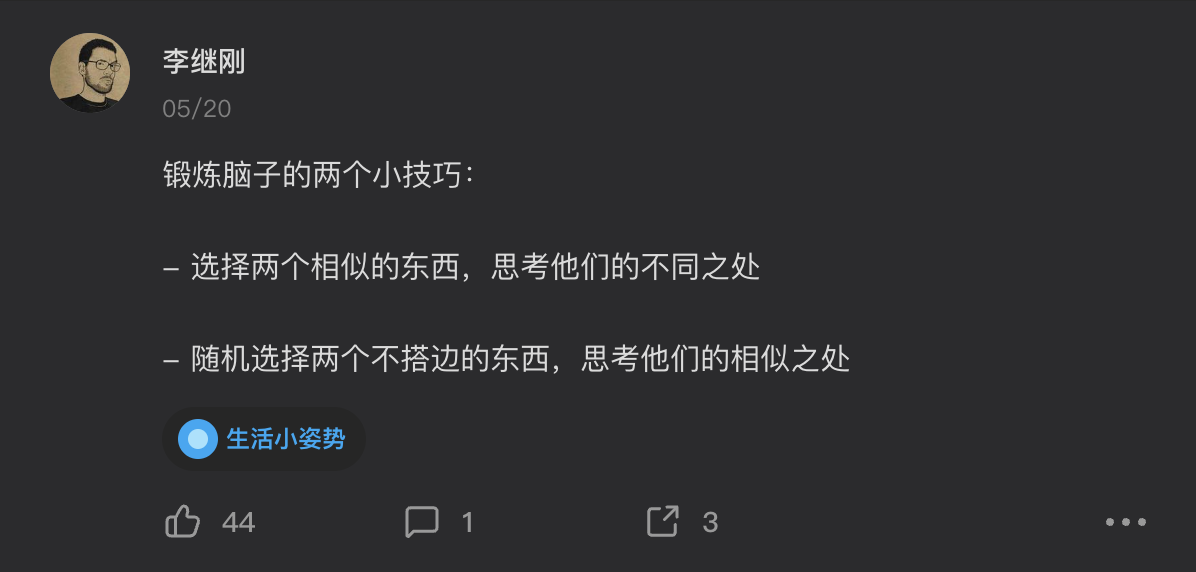 李继刚
05/20
锻炼脑子的两个小技巧：
– 选择两个相似的东西，思考他们的不同之处
– 随机选择两个不搭边的东西，思考他们的相似之处
生活小姿势
44 1 3